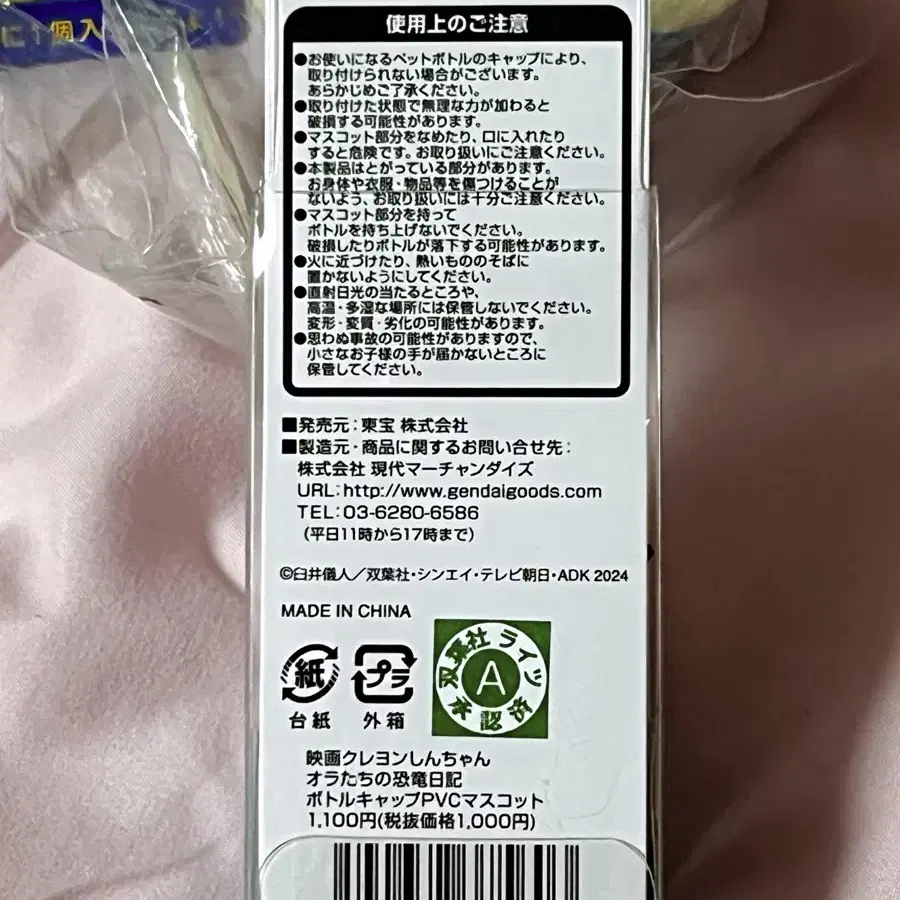 個入
使用上のご注意
●お使いになるペットボトルのキャップにより、
取り付けられない場合がございます。
あらかじめご了承ください。
●取り付けた状態で無理な力が加わると
破損する可能性があります。
●マスコット部分をなめたり、口に入れたり
すると危険です。お取り扱いにご注意ください。
●本製品はとがっている部分があります。
お身体や衣服・物品等を傷つけることが
ないよう、お取り扱いには十分ご注意ください。
●マスコット部分を持って
ボトルを持ち上げないでください。
破損したりボトルが落下する可能性があります。
●火に近づけたり、熱いもののそばに
置かないようにしてください。
●直射日光の当たるところや、
高温・多湿な場所には保管しないでください。
変形・変質・劣化の可能性があります。
●思わぬ事故の可能性がありますので、
小さなお子様の手が届かないところに
保管してください。
■発売元:東宝 株式会社
■製造元・商品に関するお問い合せ先:
株式会社 現代マーチャンダイズ
URL:http://www.gendaigoods.com
TEL:03-6280-6586
(平日11時から17時まで)
©臼井儀人/双葉社・シンエイ・テレビ朝日・ADK 2024
MADE IN CHINA
紙
台紙
プラ
外箱
双葉社ライツ
A
承認済
映画クレヨンしんちゃん
オラたちの恐竜日記
ボトルキャップPVCマスコット
1,100円(税抜価格1,000円)